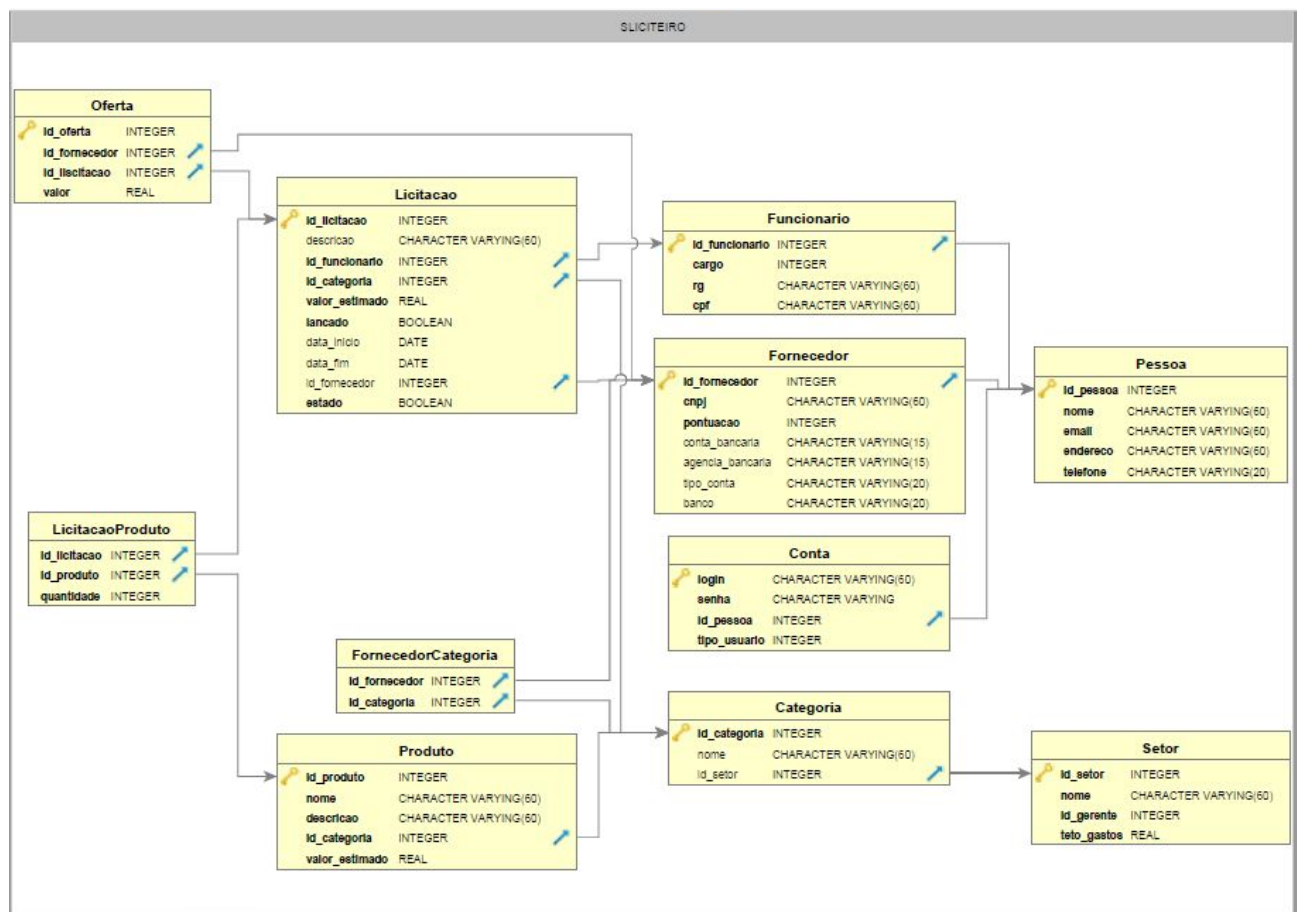 SLICITEIRO
Oferta
id_oferta INTEGER
id_fornecedor INTEGER
id_liscitacao INTEGER
valor REAL
Licitacao
id_licitacao INTEGER
descricao CHARACTER VARYING(60)
id_funcionario INTEGER
id_categoria INTEGER
valor_estimado REAL
lancado BOOLEAN
data_inicio DATE
data_fim DATE
id_fornecedor INTEGER
estado BOOLEAN
Funcionario
id_funcionario INTEGER
cargo INTEGER
rg CHARACTER VARYING(60)
cpf CHARACTER VARYING(60)
Fornecedor
id_fornecedor INTEGER
cnpj CHARACTER VARYING(60)
pontuacao INTEGER
conta_bancaria CHARACTER VARYING(15)
agencia_bancaria CHARACTER VARYING(15)
tipo_conta CHARACTER VARYING(20)
banco CHARACTER VARYING(20)
Pessoa
id_pessoa INTEGER
nome CHARACTER VARYING(60)
email CHARACTER VARYING(60)
endereco CHARACTER VARYING(60)
telefone CHARACTER VARYING(20)
LicitacaoProduto
id_licitacao INTEGER
id_produto INTEGER
quantidade INTEGER
Conta
login CHARACTER VARYING(60)
senha CHARACTER VARYING
id_pessoa INTEGER
tipo_usuario INTEGER
FornecedorCategoria
id_fornecedor INTEGER
id_categoria INTEGER
Categoria
id_categoria INTEGER
nome CHARACTER VARYING(60)
id_setor INTEGER
Produto
id_produto INTEGER
nome CHARACTER VARYING(60)
descricao CHARACTER VARYING(60)
id_categoria INTEGER
valor_estimado REAL
Setor
id_setor INTEGER
nome CHARACTER VARYING(60)
id_gerente INTEGER
teto_gastos REAL